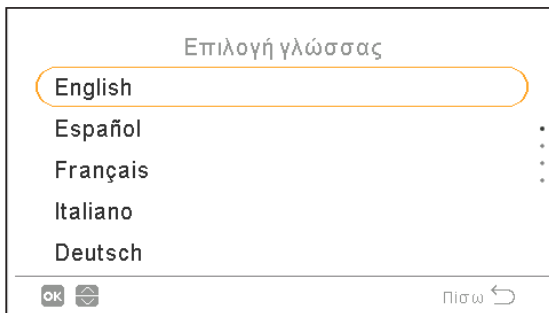 Επιλογή γλώσσας
English
Español
Français
Italiano
Deutsch
OK
Πίσω